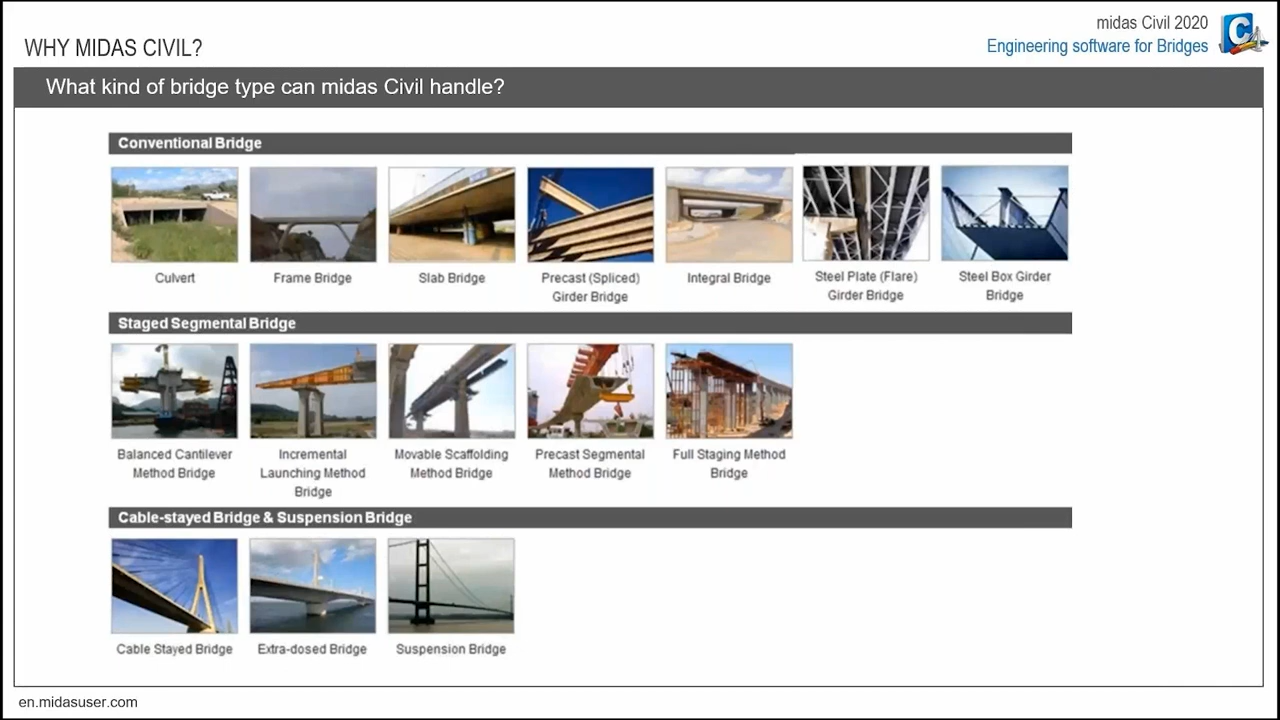 midas Civil 2020
WHY MIDAS CIVIL?
Engineering software for Bridges
C
What kind of bridge type can midas Civil handle?
Conventional Bridge
Culvert
Frame Bridge
Slab Bridge
Precast (Spliced)
Girder Bridge
Integral Bridge
Steel Plate (Flare)
Girder Bridge
Steel Box Girder
Bridge
Staged Segmental Bridge
Balanced Cantilever
Method Bridge
Incremental
Launching Method
Bridge
Movable Scaffolding
Method Bridge
Precast Segmental
Method Bridge
Full Staging Method
Bridge
Cable-stayed Bridge & Suspension Bridge
Cable Stayed Bridge
Extra-dosed Bridge
Suspension Bridge
en.midasuser.com